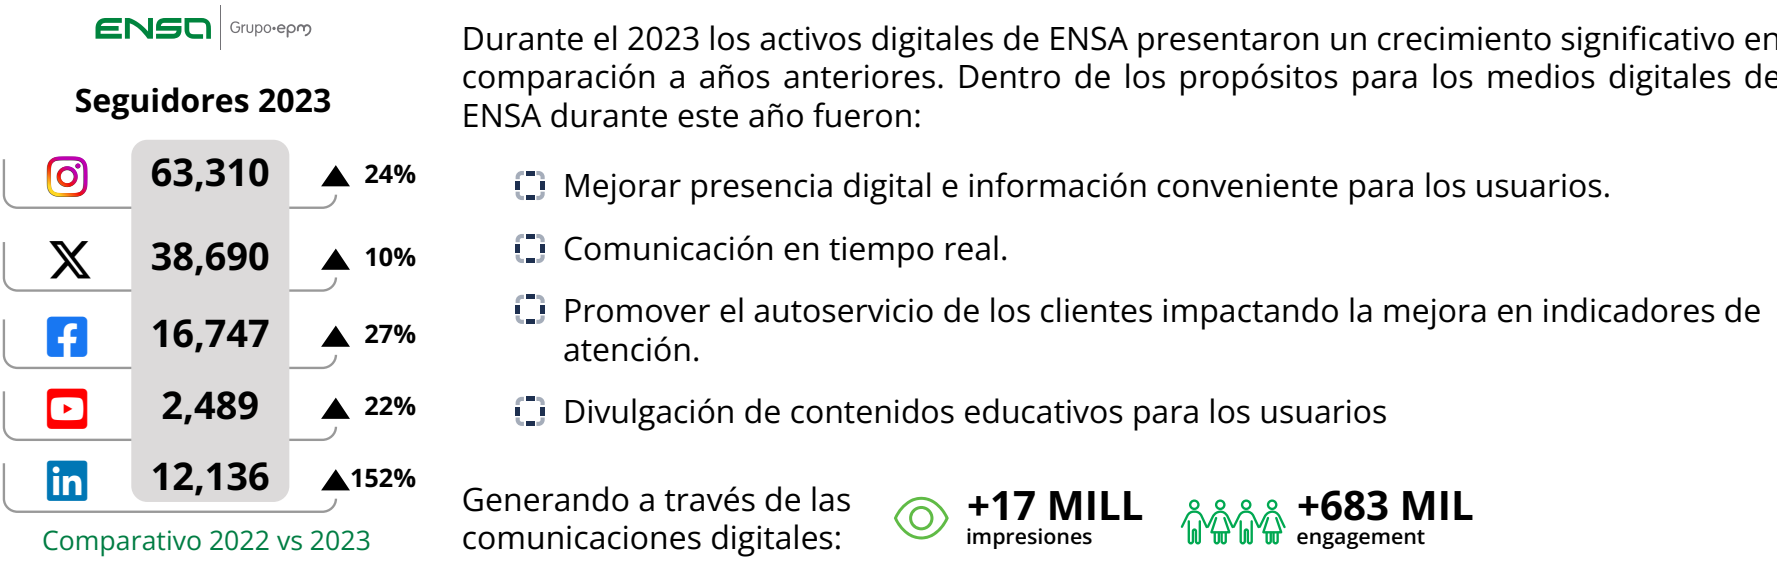 ENSA Grupo·epm
Seguidores 2023
63,310 24%
38,690 10%
16,747 27%
2,489 22%
in 12,136 152%
Comparativo 2022 vs 2023
Durante el 2023 los activos digitales de ENSA presentaron un crecimiento significativo en
comparación a años anteriores. Dentro de los propósitos para los medios digitales de
ENSA durante este año fueron:
Mejorar presencia digital e información conveniente para los usuarios.
Comunicación en tiempo real.
Promover el autoservicio de los clientes impactando la mejora en indicadores de
atención.
Divulgación de contenidos educativos para los usuarios
Generando a través de las
comunicaciones digitales:
+17 MILL
impresiones
+683 MIL
engagement